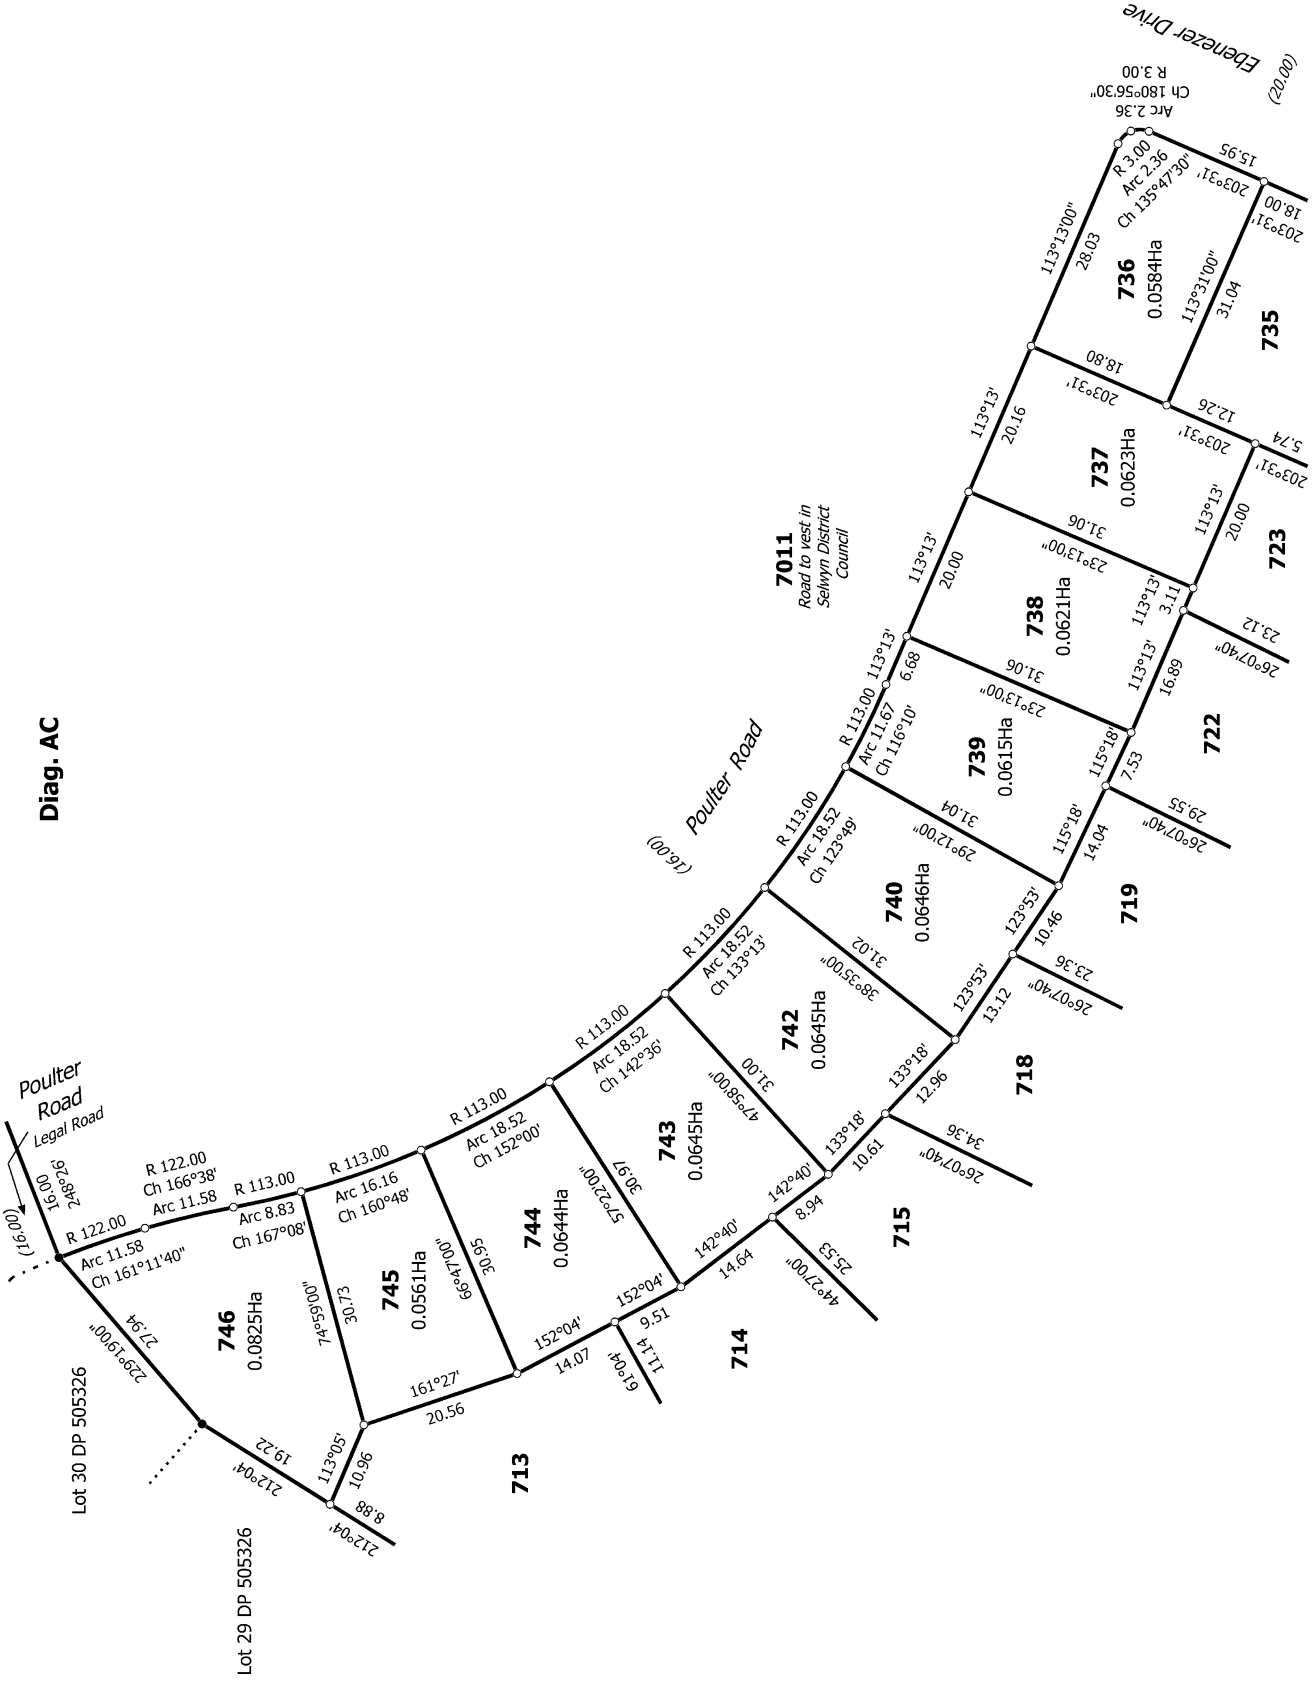 Diag. AC
Ebenezer Drive
(20.00)
R 3.00
Ch 180°56'30"
Arc 2.36
R 3.00
Arc 2.36
Ch 135°47'30"
15.95
203°31'
18.00
203°31'
113°13'00"
28.03
736
0.0584Ha
113°31'00"
31.04
735
18.80
203°31'
12.26
203°31'
5.74
203°31'
113°13'
20.16
737
0.0623Ha
113°13'
20.00
723
31.06
23°13'00"
7011
Road to vest in
Selwyn District
Council
113°13'
20.00
738
0.0621Ha
113°13'
3.11
23.12
26°07'40"
113°13'
16.89
722
31.06
23°13'00"
113°13'
6.68
R 113.00
Arc 11.67
Ch 116°10'
739
0.0615Ha
115°18'
7.53
29.55
26°07'40"
115°18'
14.04
719
31.04
29°12'00"
Poulter Road
(16.00)
R 113.00
Arc 18.52
Ch 123°49'
740
0.0646Ha
123°53'
10.46
23.36
26°07'40"
123°53'
13.12
718
31.02
38°35'00"
R 113.00
Arc 18.52
Ch 133°13'
742
0.0645Ha
133°18'
12.96
34.36
26°07'40"
133°18'
10.61
715
31.00
47°58'00"
R 113.00
Arc 18.52
Ch 142°36'
743
0.0645Ha
142°40'
8.94
25.53
44°27'00"
142°40'
14.64
714
30.97
57°22'00"
R 113.00
Arc 18.52
Ch 152°00'
744
0.0644Ha
152°04'
9.51
11.14
61°04'
152°04'
14.07
66°47'00"
30.95
R 113.00
Arc 16.16
Ch 160°48'
745
0.0561Ha
161°27'
20.56
713
74°59'00"
30.73
R 113.00
Arc 8.83
Ch 167°08'
R 122.00
Ch 166°38'
Arc 11.58
R 122.00
Arc 11.58
Ch 161°11'40"
746
0.0825Ha
113°05'
10.96
Poulter
Road
Legal Road
16.00
248°26'
(16.00)
27.94
229°19'00"
19.22
212°04'
8.88
212°04'
Lot 30 DP 505326
Lot 29 DP 505326